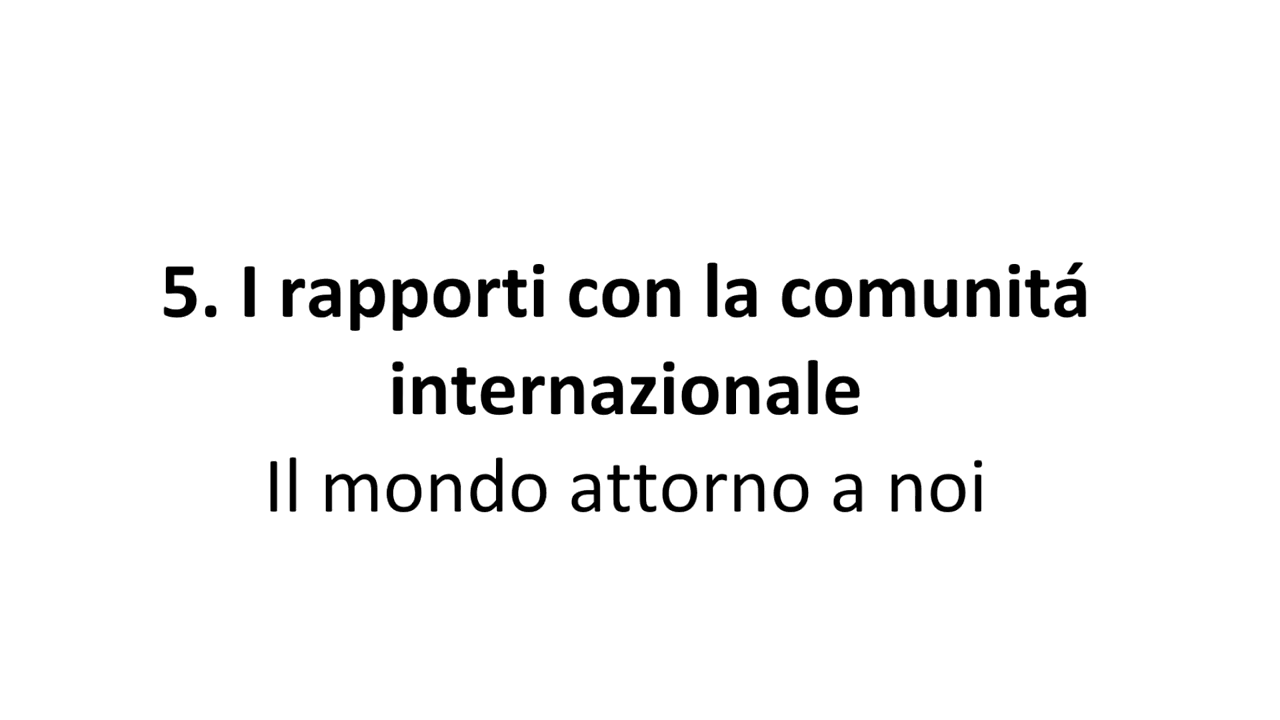 5. I rapporti con la comunitá
internazionale
Il mondo attorno a noi